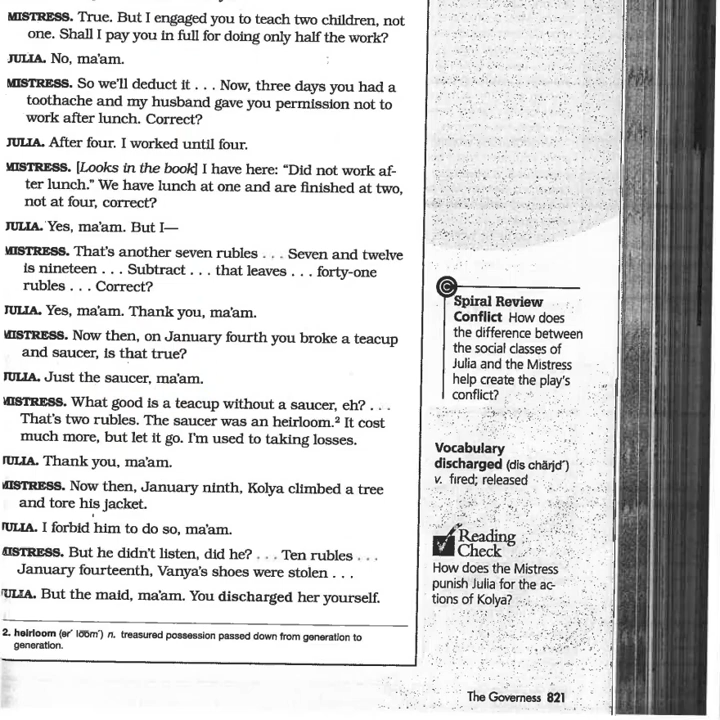 MISTRESS. True. But I engaged you to teach two children, not
one. Shall I pay you in full for doing only half the work?
JULIA. No, ma'am.
MISTRESS. So we'll deduct it . . . Now, three days you had a
toothache and my husband gave you permission not to
work after lunch. Correct?
JULIA. After four. I worked until four.
MISTRESS. [Looks in the book] I have here: “Did not work af-
ter lunch.” We have lunch at one and are finished at two,
not at four, correct?
JULIA. Yes, ma'am. But I—
MISTRESS. That's another seven rubles . . . Seven and twelve
is nineteen . . . Subtract . . . that leaves . . . forty-one
rubles . . . Correct?
JULIA. Yes, ma'am. Thank you, ma'am.
MISTRESS. Now then, on January fourth you broke a teacup
and saucer, is that true?
JULIA. Just the saucer, ma'am.
MISTRESS. What good is a teacup without a saucer, eh? . . .
That's two rubles. The saucer was an heirloom.² It cost
much more, but let it go. I'm used to taking losses.
JULIA. Thank you, ma'am.
MISTRESS. Now then, January ninth, Kolya climbed a tree
and tore his jacket.
JULIA. I forbid him to do so, ma'am.
MISTRESS. But he didn't listen, did he? . . . Ten rubles . . .
January fourteenth, Vanya's shoes were stolen . . .
JULIA. But the maid, ma'am. You discharged her yourself.
2. heirloom (er′ lo͞om′) n. treasured possession passed down from generation to
generation.
©
Spiral Review
Conflict How does
the difference between
the social classes of
Julia and the Mistress
help create the play's
conflict?
Vocabulary
discharged (dis chärjd′)
v. fired; released
Reading
Check
How does the Mistress
punish Julia for the ac-
tions of Kolya?
The Governess 821